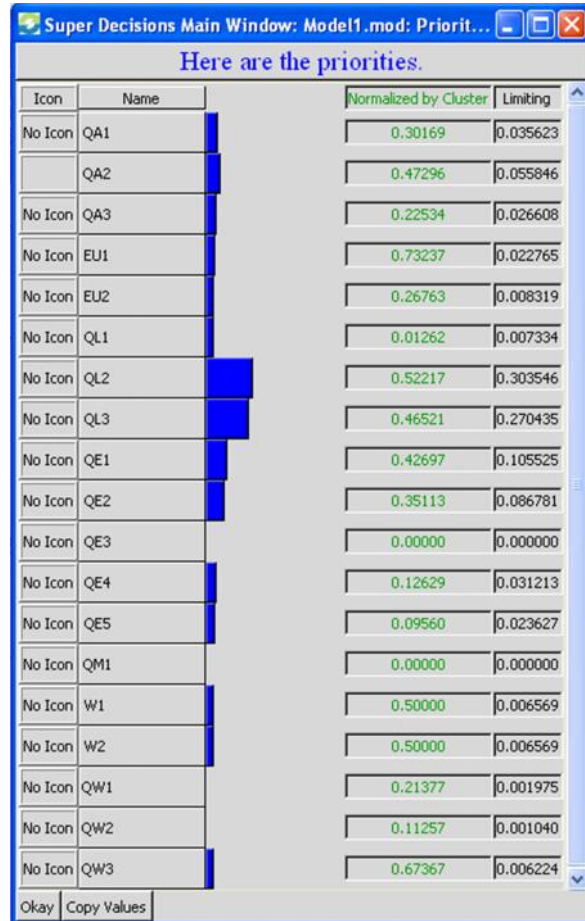 Super Decisions Main Window: Model1.mod: Priorit...
Here are the priorities.
Icon Name Normalized by Cluster Limiting
No Icon QA1 0.30169 0.035623
QA2 0.47296 0.055846
No Icon QA3 0.22534 0.026608
No Icon EU1 0.73237 0.022765
No Icon EU2 0.26763 0.008319
No Icon QL1 0.01262 0.007334
No Icon QL2 0.52217 0.303546
No Icon QL3 0.46521 0.270435
No Icon QE1 0.42697 0.105525
No Icon QE2 0.35113 0.086781
No Icon QE3 0.00000 0.000000
No Icon QE4 0.12629 0.031213
No Icon QE5 0.09560 0.023627
No Icon QM1 0.00000 0.000000
No Icon W1 0.50000 0.006569
No Icon W2 0.50000 0.006569
No Icon QW1 0.21377 0.001975
No Icon QW2 0.11257 0.001040
No Icon QW3 0.67367 0.006224
Okay Copy Values